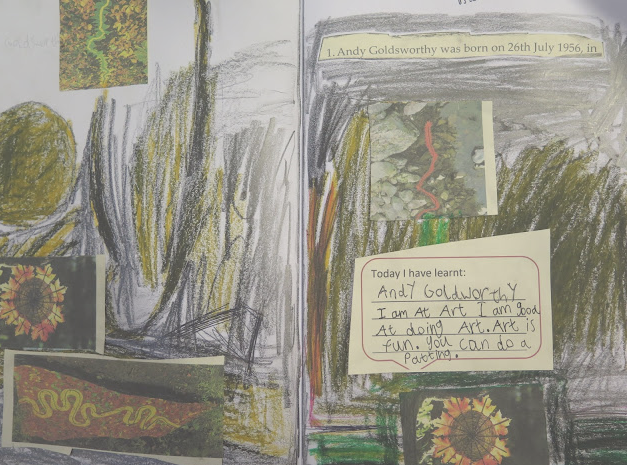 1. Andy Goldsworthy was born on 26th July 1956, in
Today I have learnt:
AndY GoldworthY
I am At Art I am good
At doing Art. Art is
fun. you can do a
Patting.